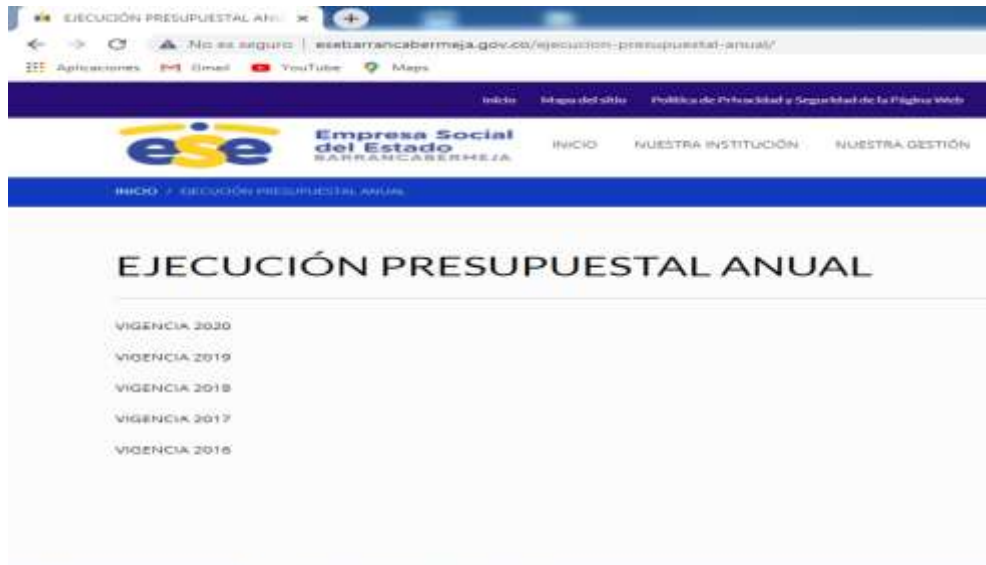 EJECUCIÓN PRESUPUESTAL ANU
No es seguro | esebarrancabermeja.gov.co/ejecucion-presupuestal-anual/
Aplicaciones Gmail YouTube Maps
Inicio Mapa del sitio Política de Privacidad y Seguridad de la Página Web
ese Empresa Social
del Estado
BARRANCABERMEJA
INICIO NUESTRA INSTITUCIÓN NUESTRA GESTIÓN
INICIO / EJECUCIÓN PRESUPUESTAL ANUAL
EJECUCIÓN PRESUPUESTAL ANUAL
VIGENCIA 2020
VIGENCIA 2019
VIGENCIA 2018
VIGENCIA 2017
VIGENCIA 2016